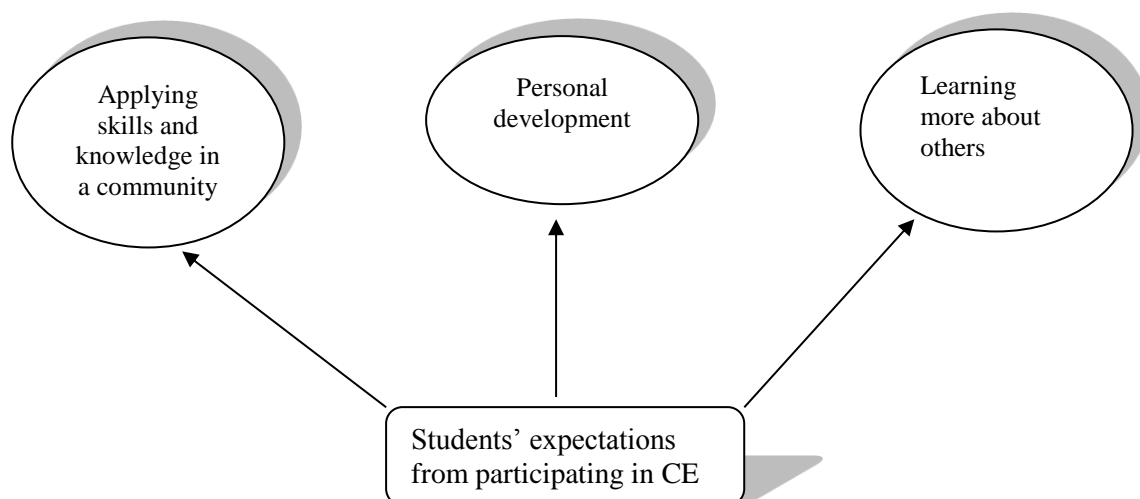 Applying
skills and
knowledge in
a community
Personal
development
Learning
more about
others
Students’ expectations
from participating in CE